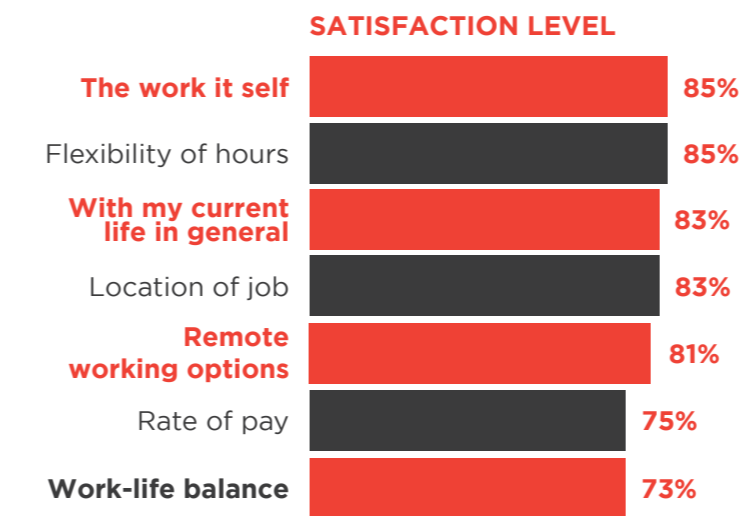 SATISFACTION LEVEL
The work it self
85%
Flexibility of hours
85%
With my current
life in general
83%
Location of job
83%
Remote
working options
81%
Rate of pay
75%
Work-life balance
73%